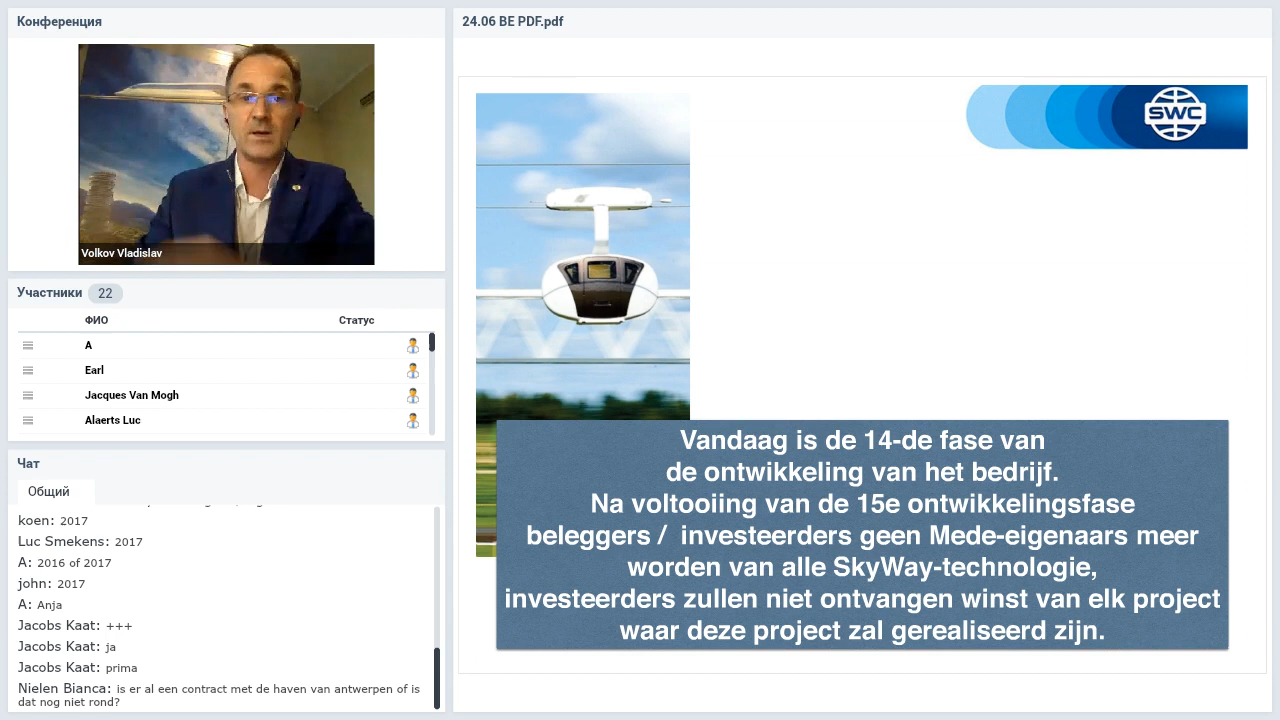 Конференция
Volkov Vladislav
Участники 22
ФИО Статус
A
Earl
Jacques Van Mogh
Alaerts Luc
Чат
Общий
koen: 2017
Luc Smekens: 2017
A: 2016 of 2017
john: 2017
A: Anja
Jacobs Kaat: +++
Jacobs Kaat: ja
Jacobs Kaat: prima
Nielen Bianca: is er al een contract met de haven van antwerpen of is
dat nog niet rond?
24.06 BE PDF.pdf
SWC
Vandaag is de 14-de fase van
de ontwikkeling van het bedrijf.
Na voltooiing van de 15e ontwikkelingsfase
beleggers / investeerders geen Mede-eigenaars meer
worden van alle SkyWay-technologie,
investeerders zullen niet ontvangen winst van elk project
waar deze project zal gerealiseerd zijn.